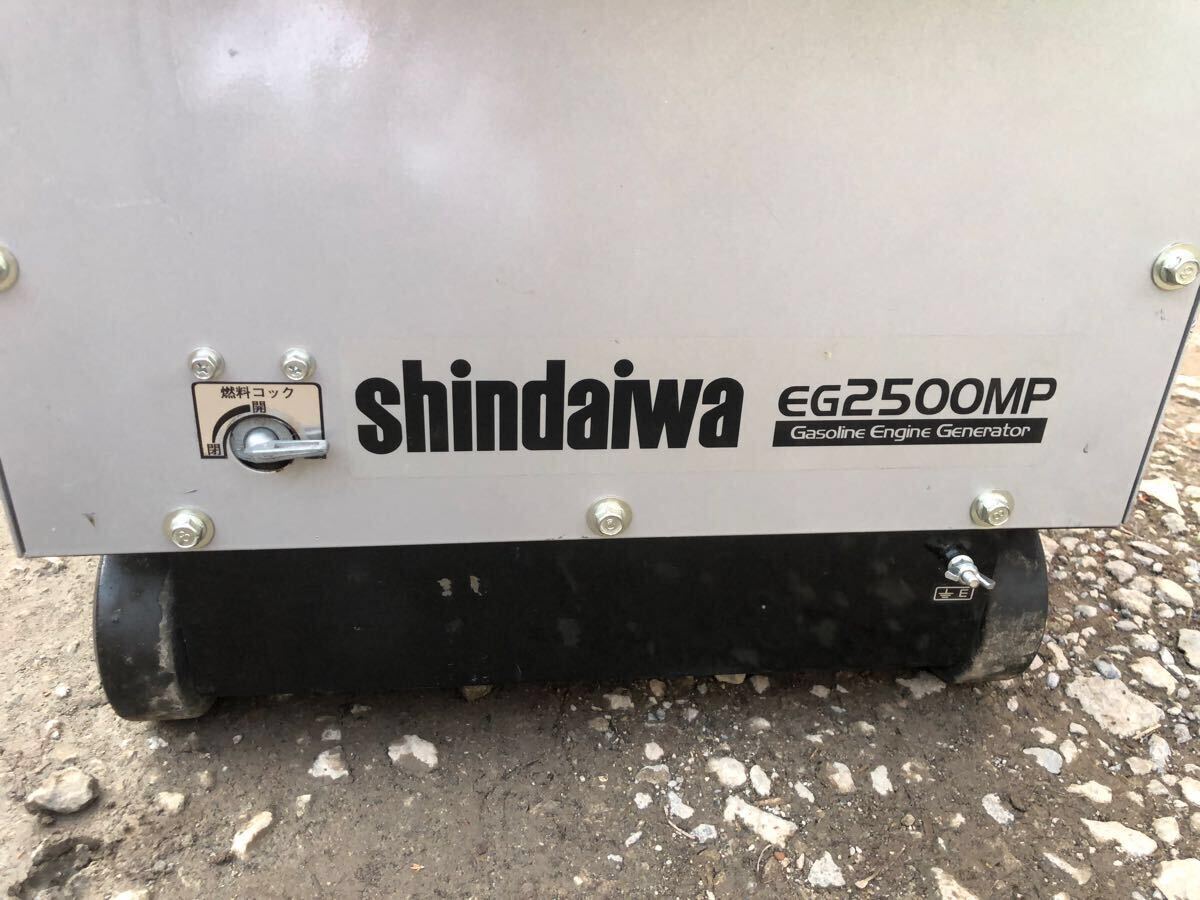 燃料コック
開
閉
shindaiwa
EG2500MP
Gasoline Engine Generator
E